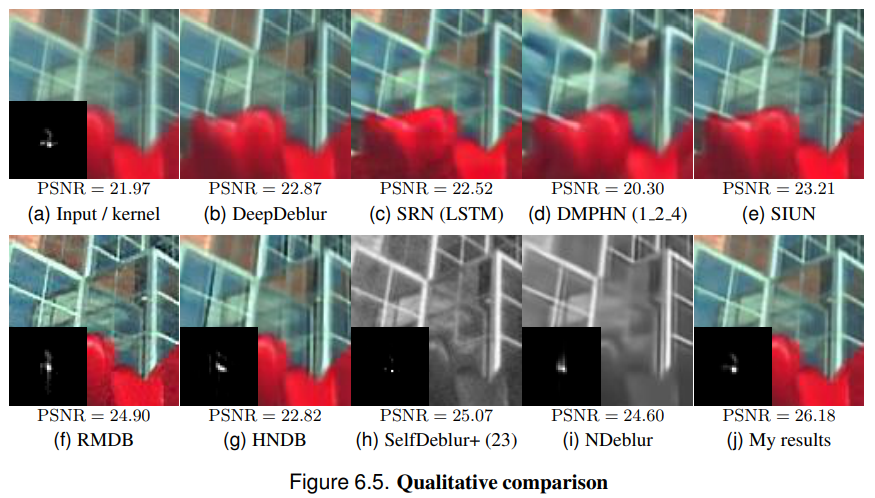 PSNR = 21.97 PSNR = 22.87 PSNR = 22.52 PSNR = 20.30 PSNR = 23.21
(a) Input / kernel (b) DeepDeblur (c) SRN (LSTM) (d) DMPHN (1_2_4) (e) SIUN
PSNR = 24.90 PSNR = 22.82 PSNR = 25.07 PSNR = 24.60 PSNR = 26.18
(f) RMDB (g) HNDB (h) SelfDeblur+ (23) (i) NDeblur (j) My results
Figure 6.5. Qualitative comparison